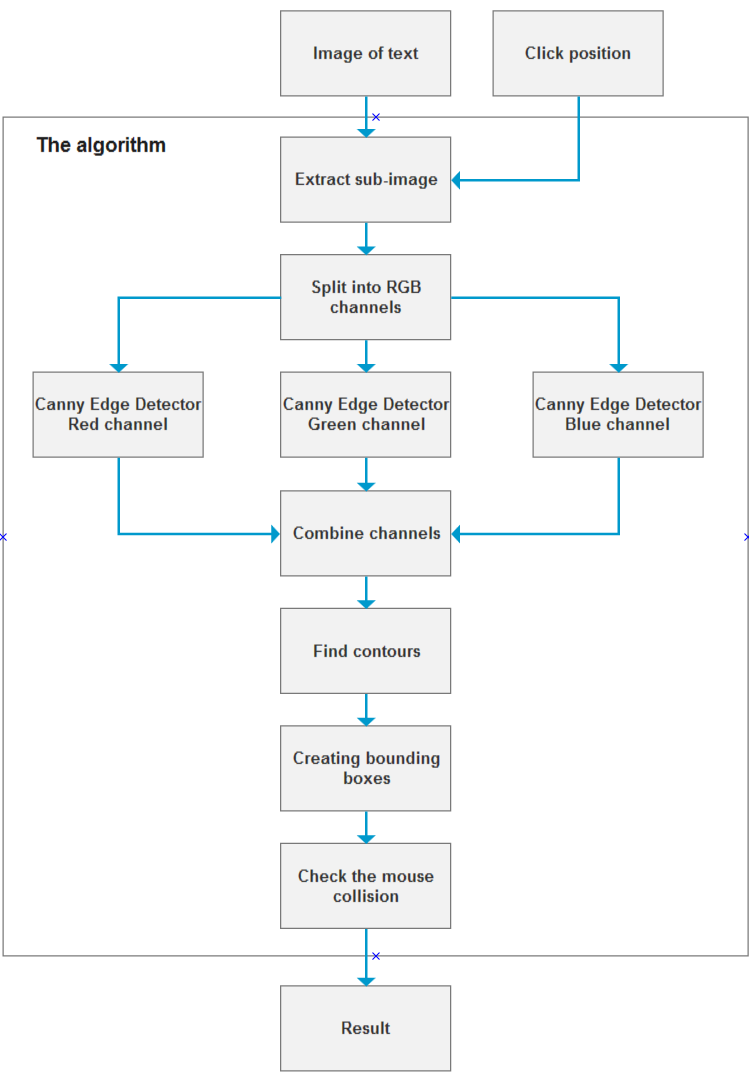 Image of text
Click position
The algorithm
Extract sub-image
Split into RGB
channels
Canny Edge Detector
Red channel
Canny Edge Detector
Green channel
Canny Edge Detector
Blue channel
Combine channels
Find contours
Creating bounding
boxes
Check the mouse
collision
Result